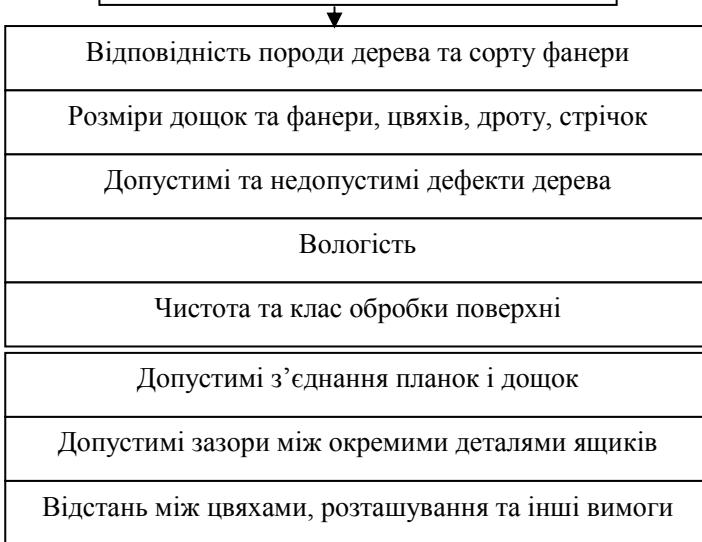 Відповідність породи дерева та сорту фанери
Розміри дощок та фанери, цвяхів, дроту, стрічок
Допустимі та недопустимі дефекти дерева
Вологість
Чистота та клас обробки поверхні
Допустимі з’єднання планок і дощок
Допустимі зазори між окремими деталями ящиків
Відстань між цвяхами, розташування та інші вимоги